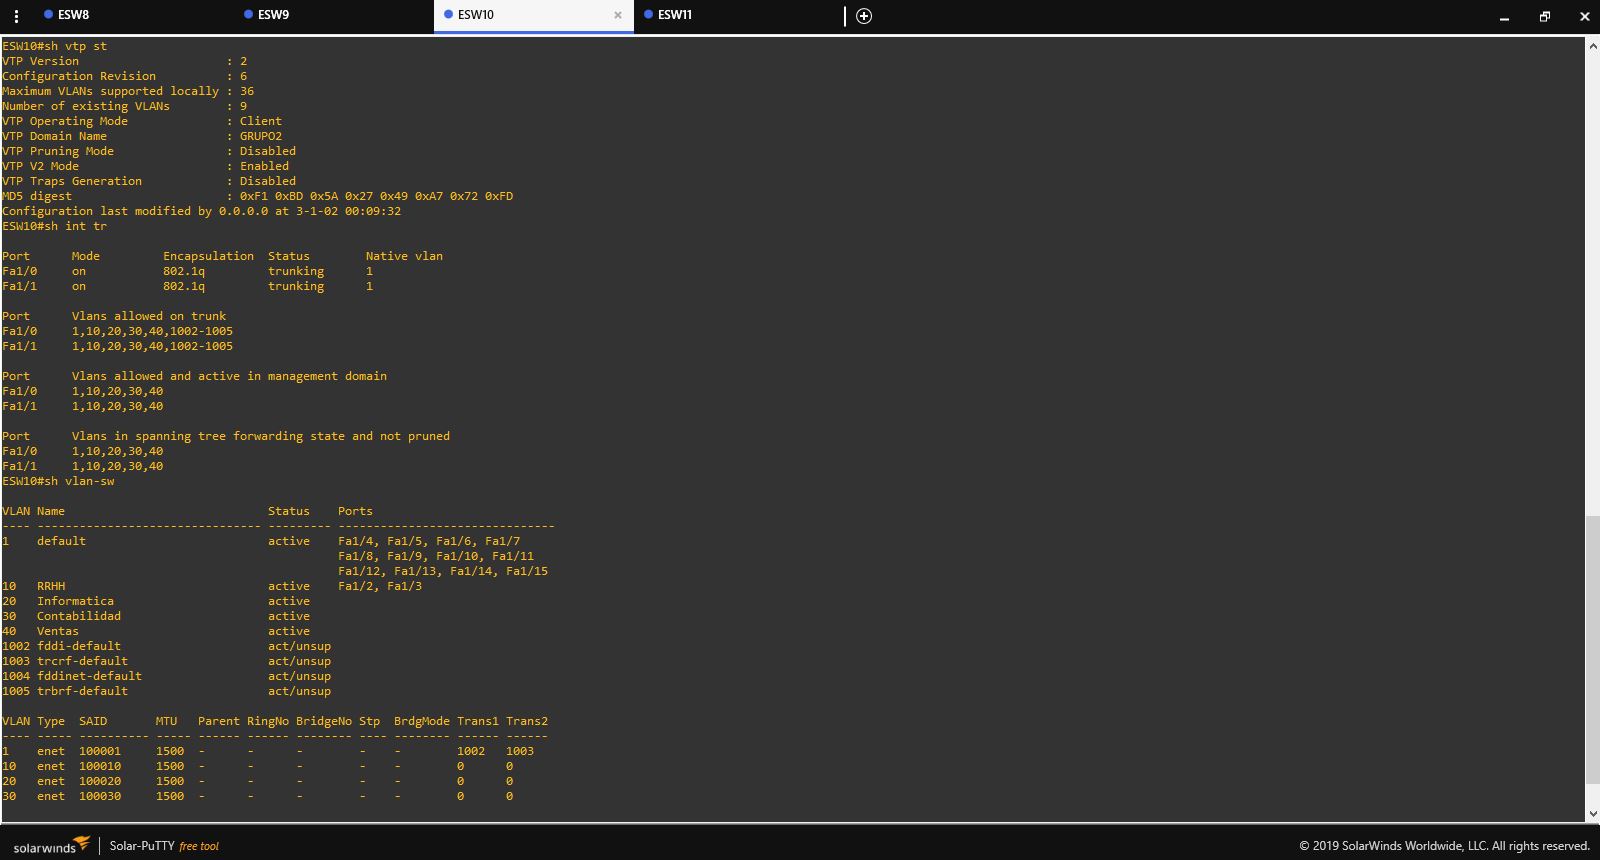 ESW8 ESW9 ESW10 ESW11
ESW10#sh vtp st
VTP Version                     : 2
Configuration Revision          : 6
Maximum VLANs supported locally : 36
Number of existing VLANs        : 9
VTP Operating Mode              : Client
VTP Domain Name                 : GRUPO2
VTP Pruning Mode                : Disabled
VTP V2 Mode                     : Enabled
VTP Traps Generation            : Disabled
MD5 digest                      : 0xF1 0xBD 0x5A 0x27 0x49 0xA7 0x72 0xFD
Configuration last modified by 0.0.0.0 at 3-1-02 00:09:32
ESW10#sh int tr
Port      Mode         Encapsulation  Status        Native vlan
Fa1/0     on           802.1q         trunking      1
Fa1/1     on           802.1q         trunking      1
Port      Vlans allowed on trunk
Fa1/0     1,10,20,30,40,1002-1005
Fa1/1     1,10,20,30,40,1002-1005
Port      Vlans allowed and active in management domain
Fa1/0     1,10,20,30,40
Fa1/1     1,10,20,30,40
Port      Vlans in spanning tree forwarding state and not pruned
Fa1/0     1,10,20,30,40
Fa1/1     1,10,20,30,40
ESW10#sh vlan-sw
VLAN Name                             Status    Ports
---- -------------------------------- --------- -------------------------------
1    default                          active    Fa1/4, Fa1/5, Fa1/6, Fa1/7
                                                Fa1/8, Fa1/9, Fa1/10, Fa1/11
                                                Fa1/12, Fa1/13, Fa1/14, Fa1/15
10   RRHH                             active    Fa1/2, Fa1/3
20   Informatica                      active
30   Contabilidad                     active
40   Ventas                           active
1002 fddi-default                     act/unsup
1003 trcrf-default                    act/unsup
1004 fddinet-default                  act/unsup
1005 trbrf-default                    act/unsup
VLAN Type  SAID       MTU   Parent RingNo BridgeNo Stp  BrdgMode Trans1 Trans2
---- ----- ---------- ----- ------ ------ -------- ---- -------- ------ ------
1    enet  100001     1500  -      -      -        -    -        1002   1003
10   enet  100010     1500  -      -      -        -    -        0      0
20   enet  100020     1500  -      -      -        -    -        0      0
30   enet  100030     1500  -      -      -        -    -        0      0
solarwinds Solar-PuTTY free tool © 2019 SolarWinds Worldwide, LLC. All rights reserved.